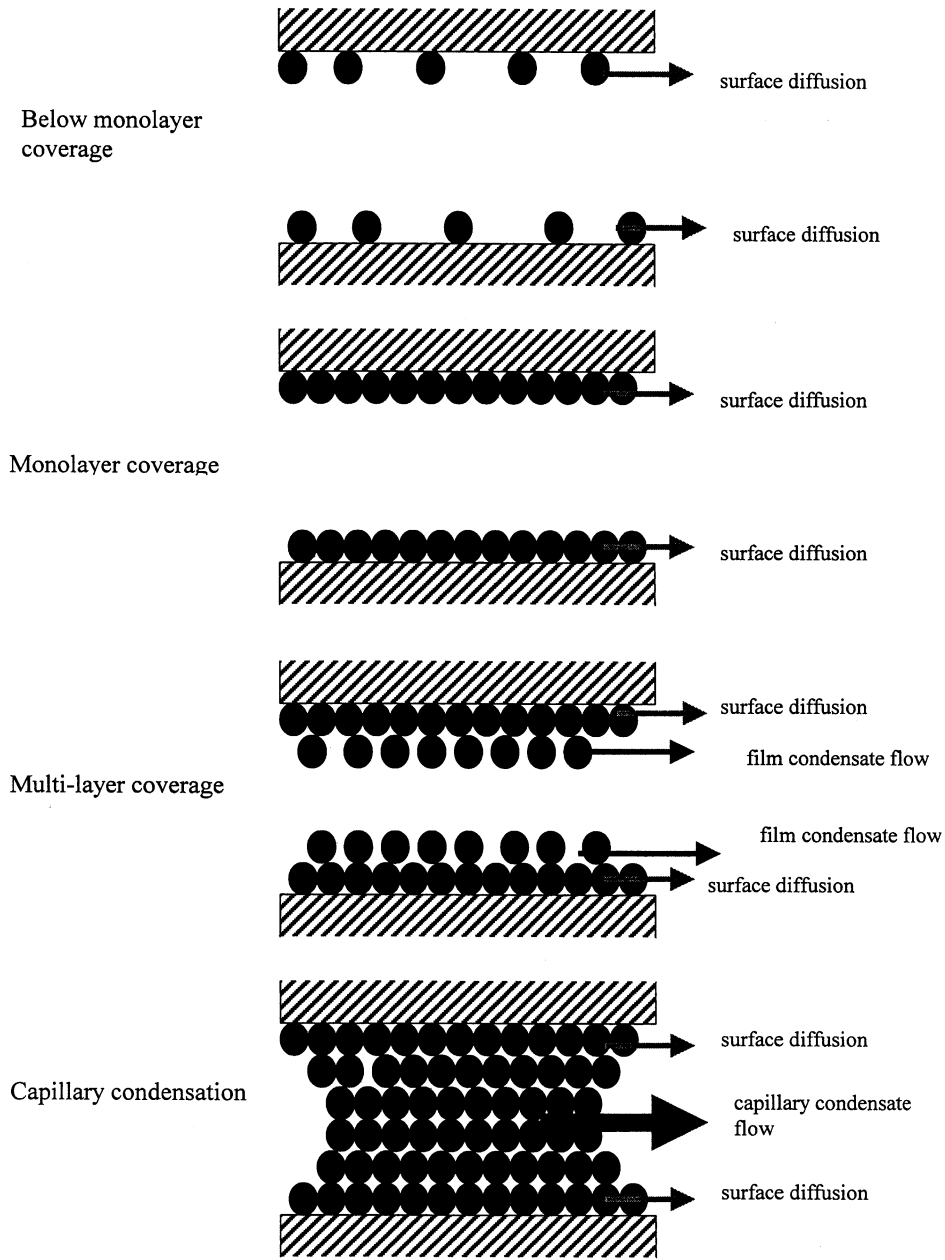 surface diffusion
Below monolayer
coverage
surface diffusion
surface diffusion
Monolayer coverage
surface diffusion
surface diffusion
film condensate flow
Multi-layer coverage
film condensate flow
surface diffusion
surface diffusion
Capillary condensation
capillary condensate
flow
surface diffusion